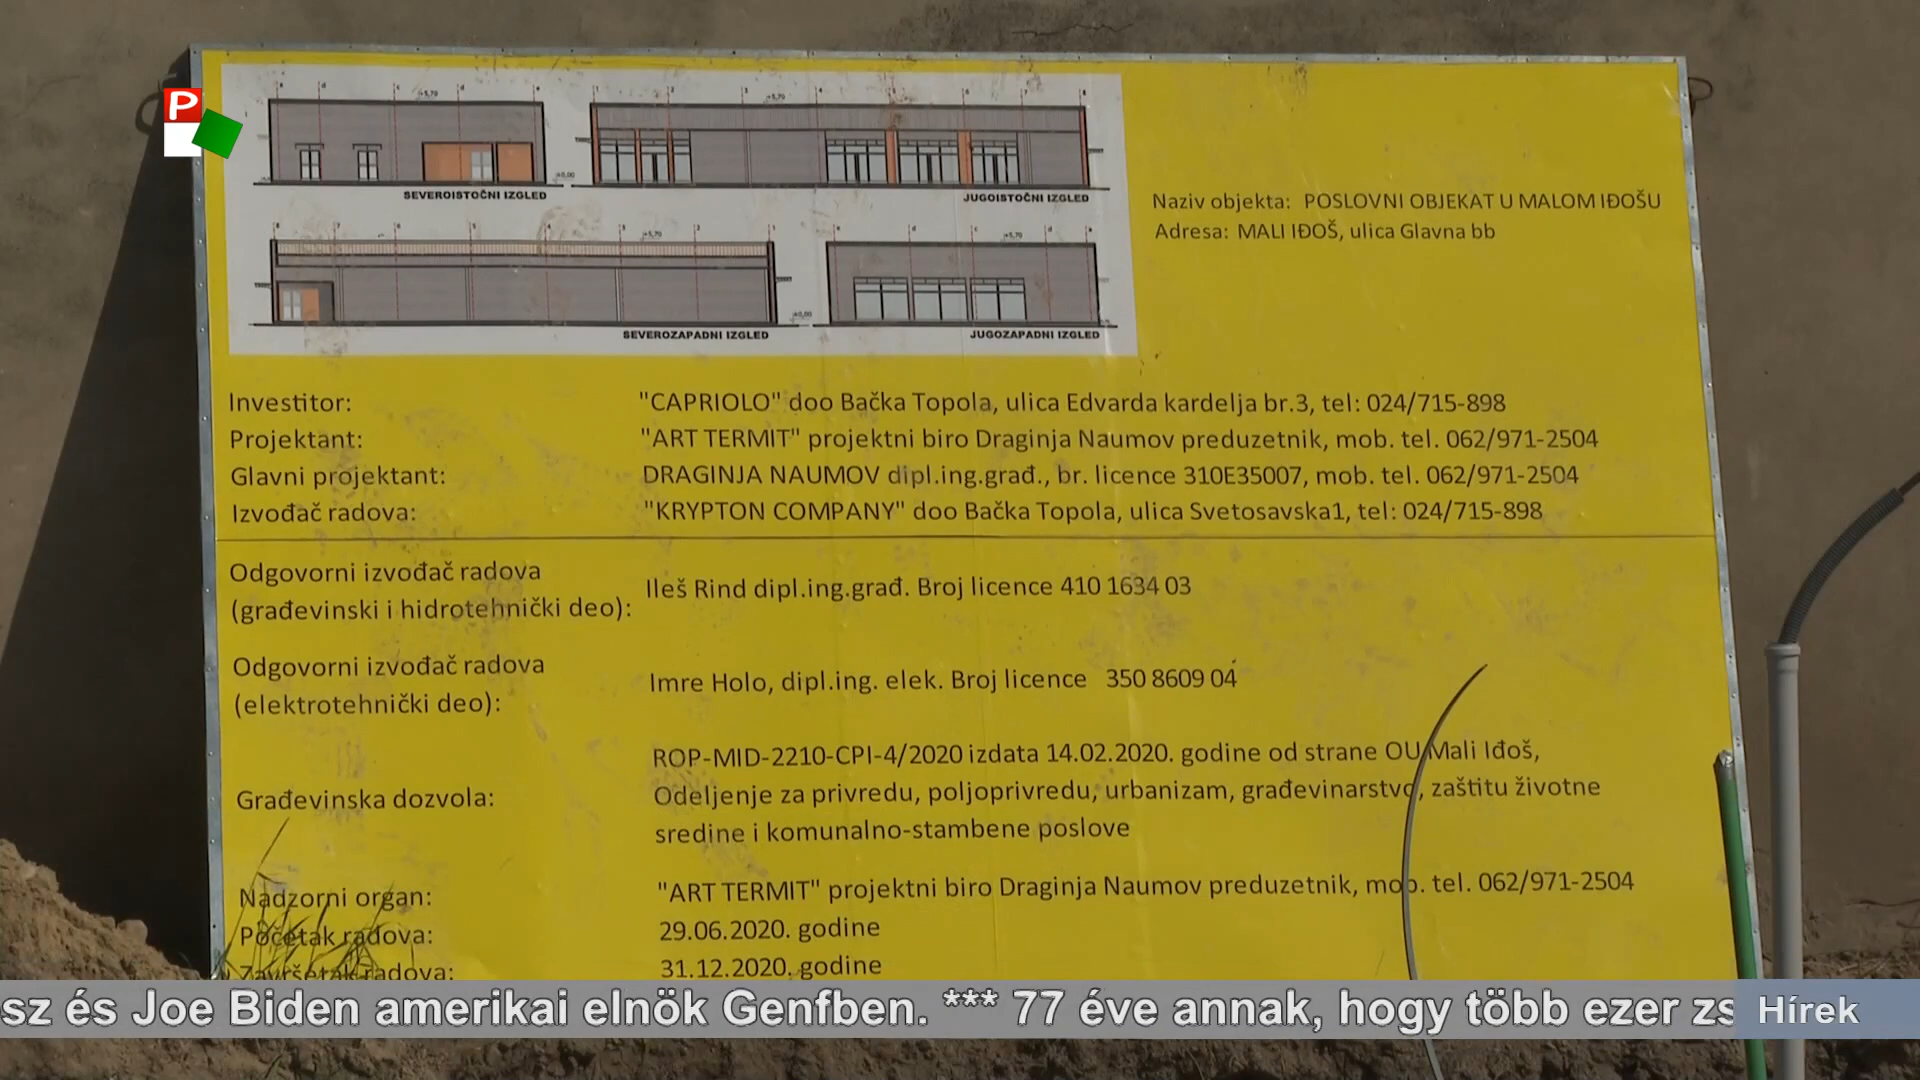 P
SEVEROISTOČNI IZGLED
JUGOISTOČNI IZGLED
SEVEROZAPADNI IZGLED
JUGOZAPADNI IZGLED
Naziv objekta: POSLOVNI OBJEKAT U MALOM IĐOŠU
Adresa: MALI IĐOŠ, ulica Glavna bb
Investitor: "CAPRIOLO" doo Bačka Topola, ulica Edvarda kardelja br.3, tel: 024/715-898
Projektant: "ART TERMIT" projektni biro Draginja Naumov preduzetnik, mob. tel. 062/971-2504
Glavni projektant: DRAGINJA NAUMOV dipl.ing.građ., br. licence 310E35007, mob. tel. 062/971-2504
Izvođač radova: "KRYPTON COMPANY" doo Bačka Topola, ulica Svetosavska1, tel: 024/715-898
Odgovorni izvođač radova
(građevinski i hidrotehnički deo): Ileš Rind dipl.ing.građ. Broj licence 410 1634 03
Odgovorni izvođač radova
(elektrotehnički deo): Imre Holo, dipl.ing. elek. Broj licence 350 8609 04
Građevinska dozvola: ROP-MID-2210-CPI-4/2020 izdata 14.02.2020. godine od strane OU Mali Iđoš,
Odeljenje za privredu, poljoprivredu, urbanizam, građevinarstvo, zaštitu životne
sredine i komunalno-stambene poslove
Nadzorni organ: "ART TERMIT" projektni biro Draginja Naumov preduzetnik, mob. tel. 062/971-2504
Početak radova: 29.06.2020. godine
Završetak radova: 31.12.2020. godine
sz és Joe Biden amerikai elnök Genfben. *** 77 éve annak, hogy több ezer zs
Hírek